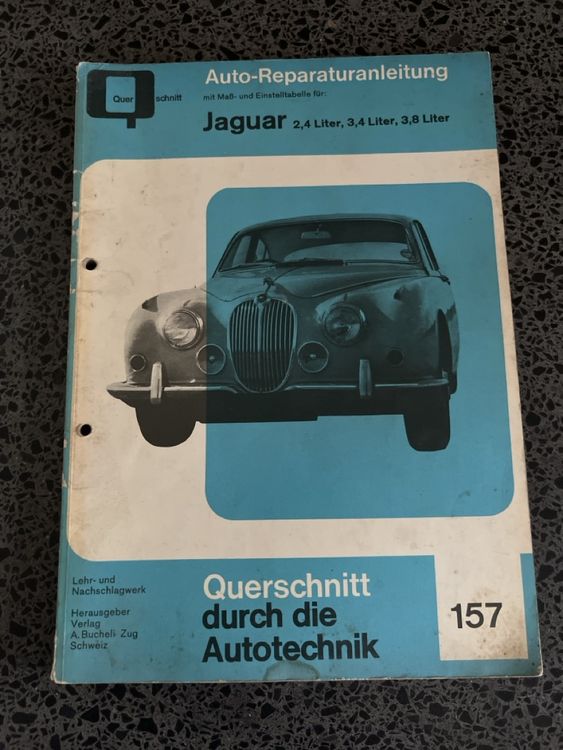 Quer schnitt
Auto-Reparaturanleitung
mit Maß- und Einstelltabelle für:
Jaguar 2,4 Liter, 3,4 Liter, 3,8 Liter
Lehr- und
Nachschlagwerk
Herausgeber
Verlag
A. Bucheli Zug
Schweiz
Querschnitt
durch die
Autotechnik
157